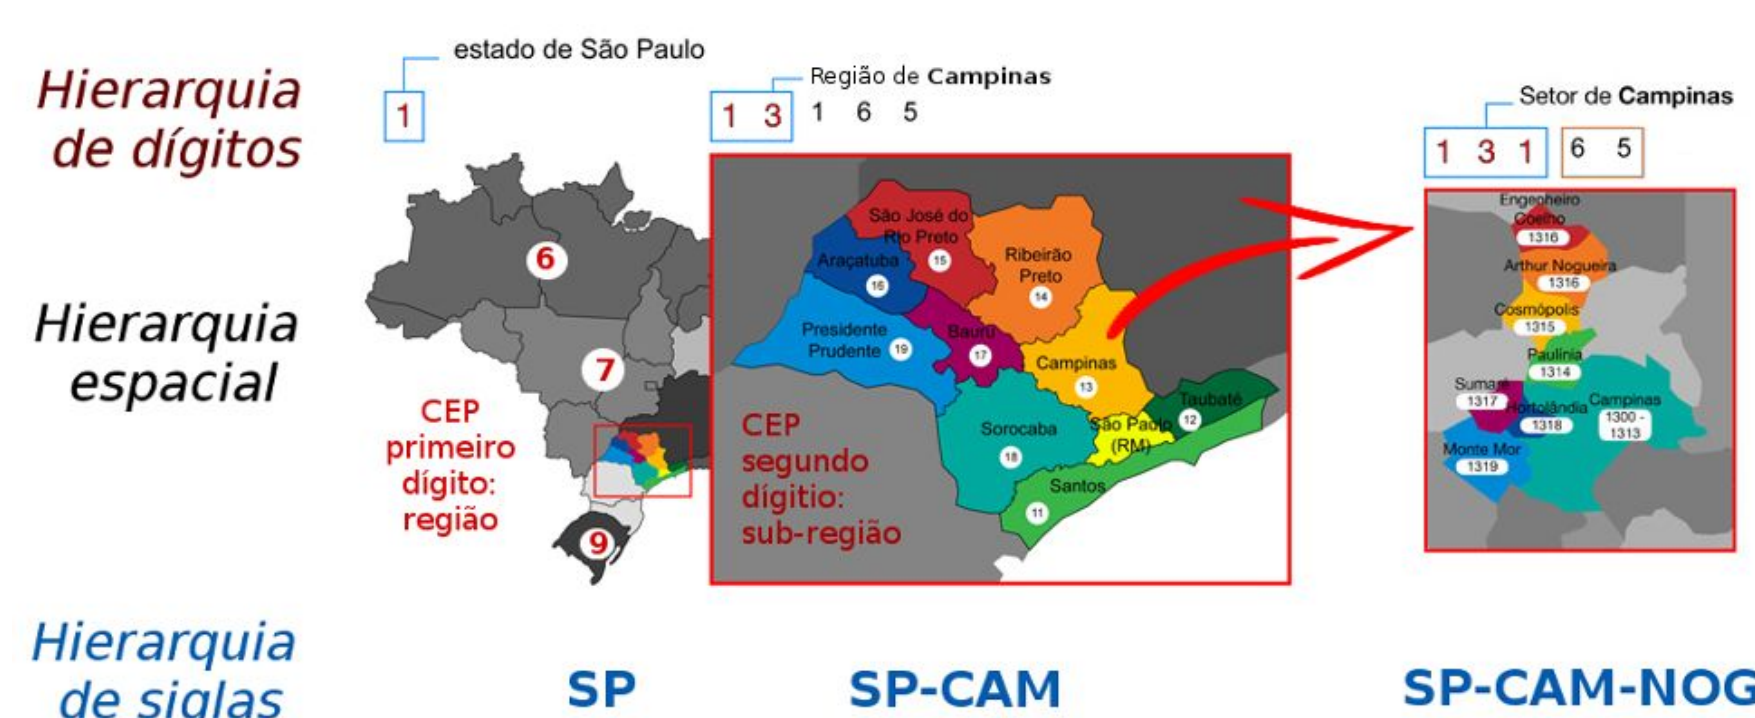 Hierarquia
de dígitos
estado de São Paulo
1
Região de Campinas
1 3 1 6 5
Setor de Campinas
1 3 1 6 5
Hierarquia
espacial
6
7
9
CEP
primeiro
dígito:
região
São José do
Rio Preto
15
Araçatuba
16
Ribeirão
Preto
14
Presidente
Prudente 19
Bauru
17
Campinas
13
Taubaté
12
São Paulo
(RM)
Sorocaba
18
Santos
11
CEP
segundo
dígitio:
sub-região
Engenheiro
Coelho
1316
Arthur Nogueira
1316
Cosmópolis
1315
Paulínia
1314
Sumaré
1317
Hortolândia
1318
Campinas
1300 -
1313
Monte Mor
1319
Hierarquia
de siglas
SP
SP-CAM
SP-CAM-NOG